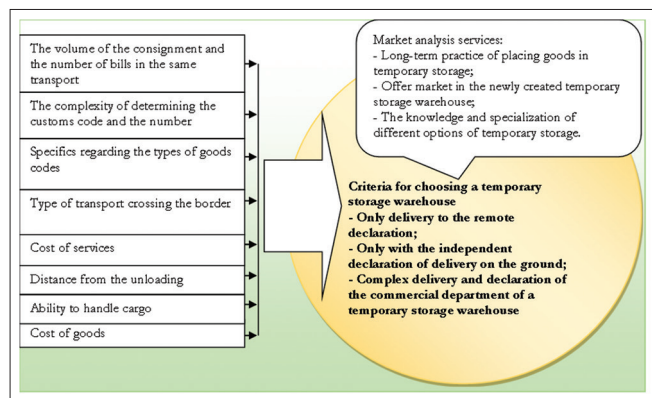 The volume of the consignment and
the number of bills in the same
transport
The complexity of determining the
customs code and the number
Specifics regarding the types of goods
codes
Type of transport crossing the border
Cost of services
Distance from the unloading
Ability to handle cargo
Cost of goods
Market analysis services:
- Long-term practice of placing goods in
temporary storage;
- Offer market in the newly created temporary
storage warehouse;
- The knowledge and specialization of
different options of temporary storage.
Criteria for choosing a temporary
storage warehouse
- Only delivery to the remote
declaration;
- Only with the independent
declaration of delivery on the ground;
- Complex delivery and declaration of
the commercial department of a
temporary storage warehouse